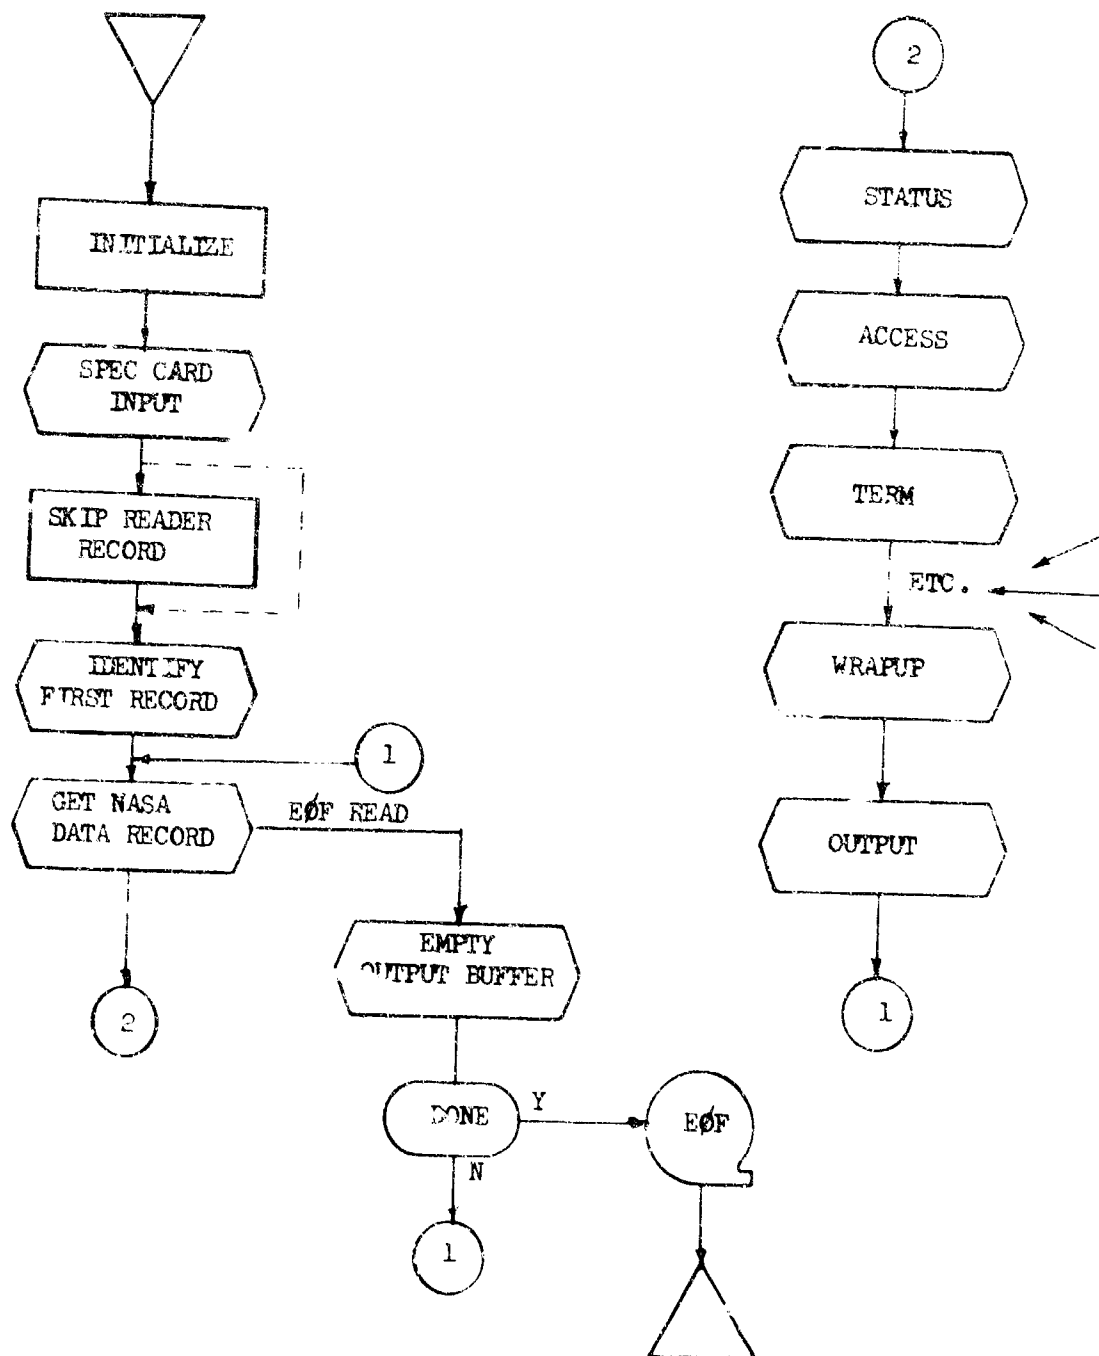 INITIALIZE
SPEC CARD
INPUT
SKIP READER
RECORD
IDENTIFY
FIRST RECORD
1
GET NASA
DATA RECORD
EØF READ
2
EMPTY
OUTPUT BUFFER
DONE
Y
EØF
N
1
2
STATUS
ACCESS
TERM
ETC.
WRAPUP
OUTPUT
1